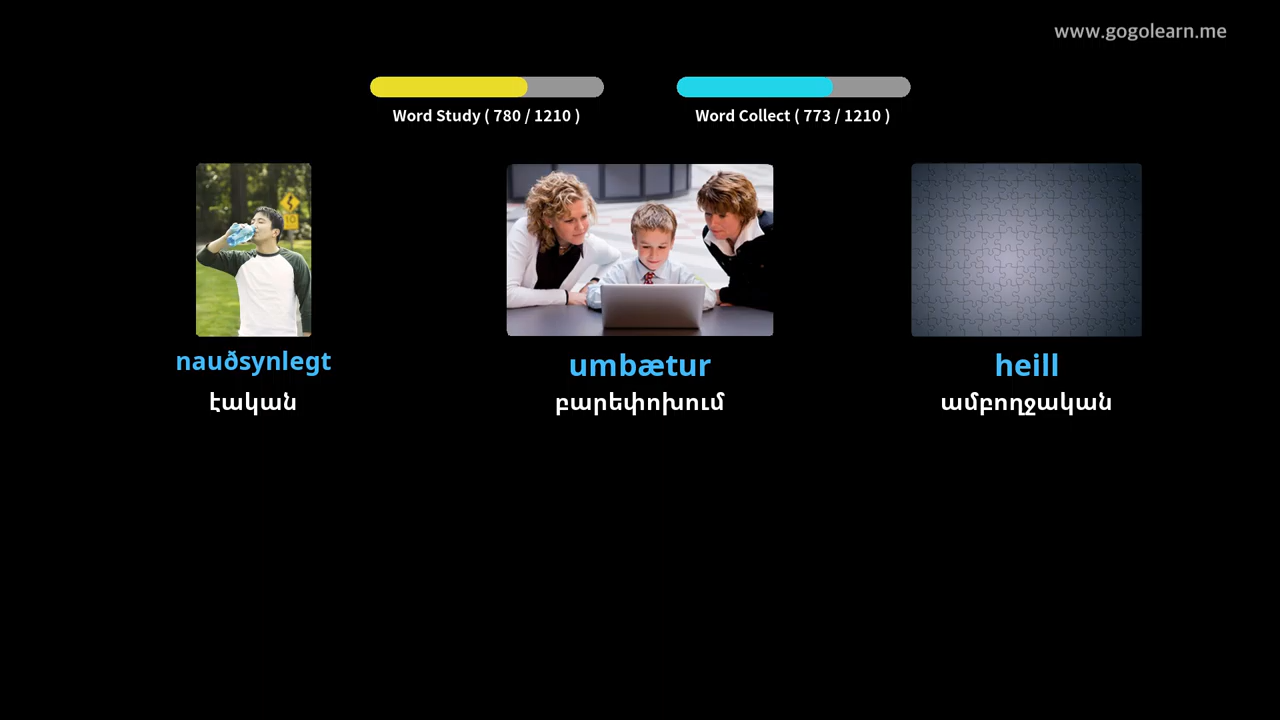 www.gogolearn.me
Word Study ( 780 / 1210 )
Word Collect ( 773 / 1210 )
nauðsynlegt
էական
umbætur
բարեփոխում
heill
ամբողջական